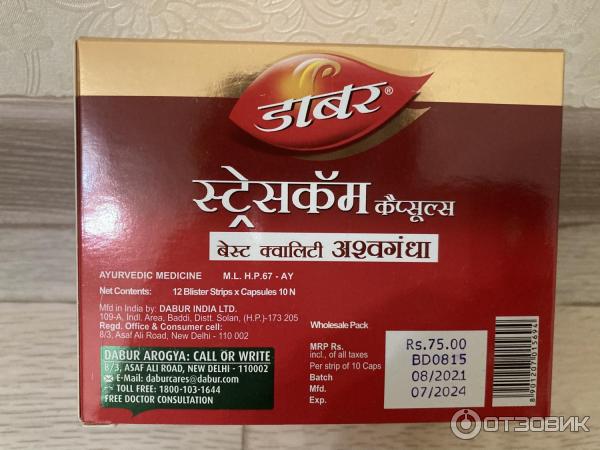 डाबर®
स्ट्रेसकॅम कैप्सूल्स
बेस्ट क्वालिटी अश्वगंधा
AYURVEDIC MEDICINE M.L. H.P.67 - AY
Net Contents: 12 Blister Strips x Capsules 10 N
Mfd in India by: DABUR INDIA LTD.
109-A, Indl. Area, Baddi, Distt. Solan, (H.P.)-173 205
Regd. Office & Consumer cell:
8/3, Asaf Ali Road, New Delhi - 110 002
DABUR AROGYA: CALL OR WRITE
8/3, ASAF ALI ROAD, NEW DELHI - 110002
E-Mail: daburcares@dabur.com
TOLL FREE: 1800-103-1644
FREE DOCTOR CONSULTATION
Wholesale Pack
MRP Rs.
incl., of all taxes
Per strip of 10 Caps
Batch
Mfd.
Exp.
Rs.75.00
BD0815
08/2021
07/2024
8901207015694
ОТЗОВИК